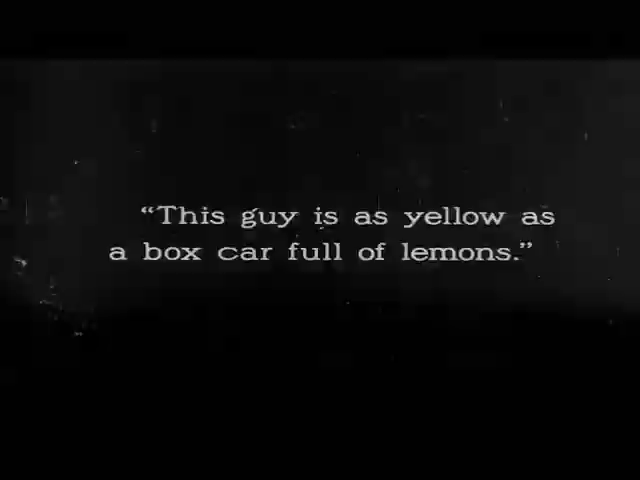 “This guy is as yellow as
a box car full of lemons.”